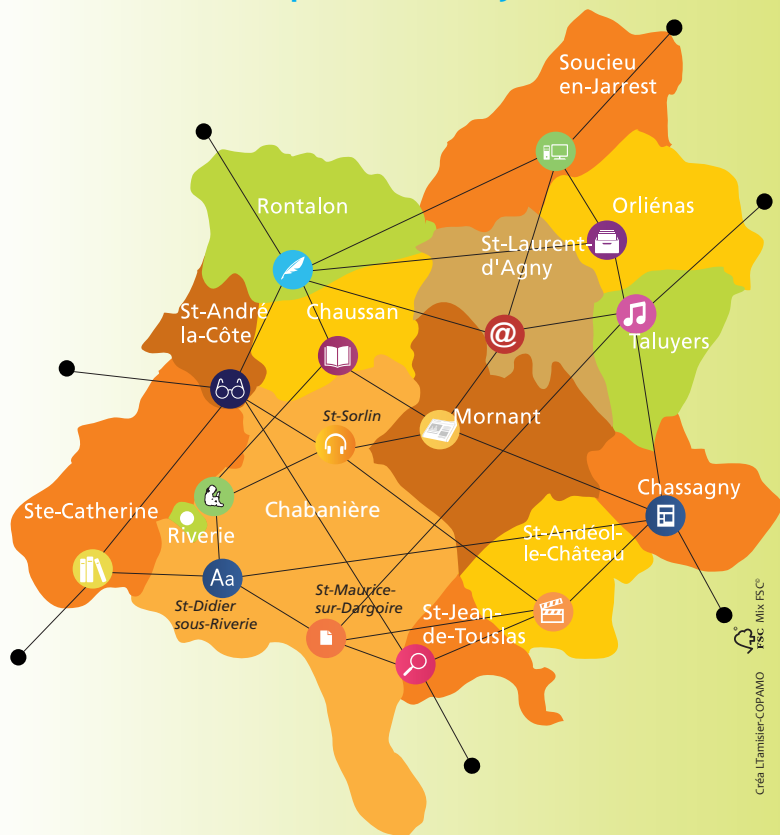 Soucieu
en-Jarrest
Rontalon
Orliénas
St-Laurent-
d'Agny
St-André
la-Côte
Chaussan
@
Taluyers
St-Sorlin
Mornant
Chassagny
Ste-Catherine
Chabanière
Riverie
St-Andéol-
le-Château
Aa
St-Didier
sous-Riverie
St-Maurice-
sur-Dargoire
St-Jean-
de-Touslas
FSC Mix FSC®
Créa LTamisier-COPAMO